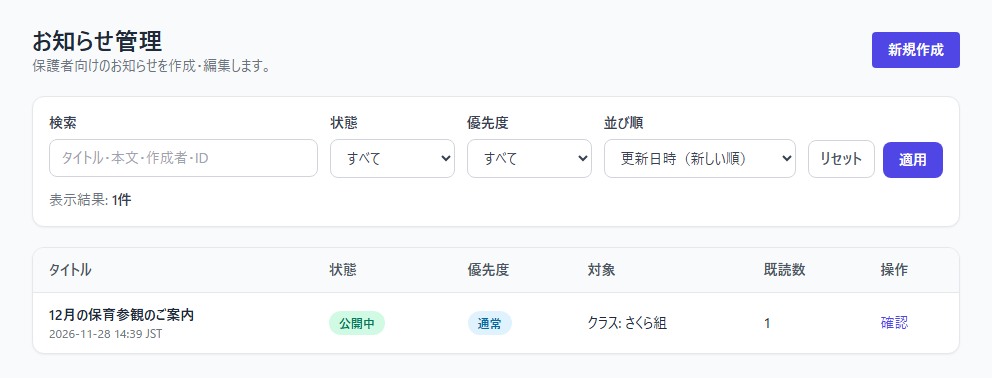 お知らせ管理
保護者向けのお知らせを作成・編集します。
新規作成
検索 状態 優先度 並び順
タイトル・本文・作成者・ID すべて すべて 更新日時（新しい順） リセット 適用
表示結果: 1件
タイトル 状態 優先度 対象 既読数 操作
12月の保育参観のご案内
2026-11-28 14:39 JST
公開中 通常 クラス: さくら組 1 確認